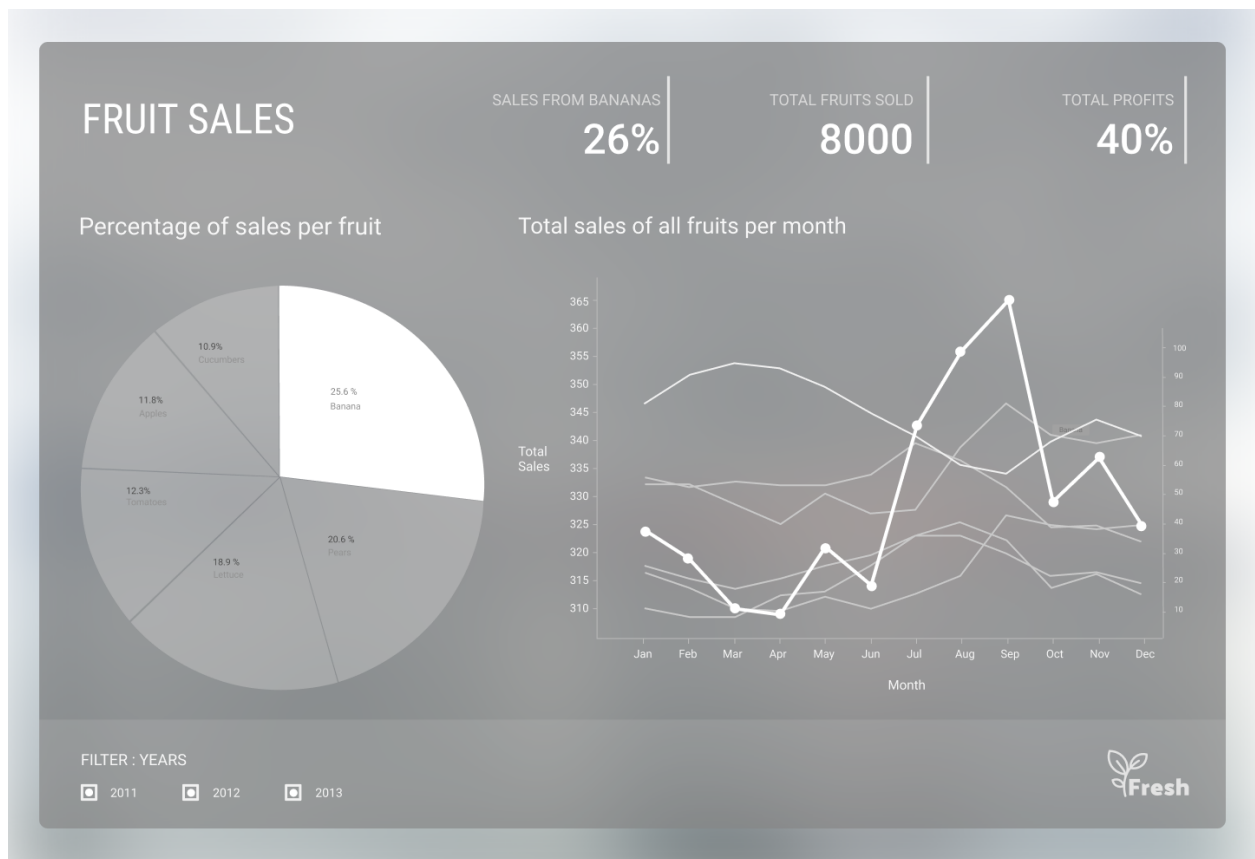 FRUIT SALES
SALES FROM BANANAS
26%
TOTAL FRUITS SOLD
8000
TOTAL PROFITS
40%
Percentage of sales per fruit
10.9%
Cucumbers
25.6 %
Banana
11.8%
Apples
12.3%
Tomatoes
20.6 %
Pears
18.9 %
Lettuce
Total sales of all fruits per month
365
360
355
350
345
340
335
330
325
320
315
310
Total
Sales
100
90
80
70
60
50
40
30
20
10
Jan Feb Mar Apr May Jun Jul Aug Sep Oct Nov Dec
Month
FILTER : YEARS
2011 2012 2013
Fresh